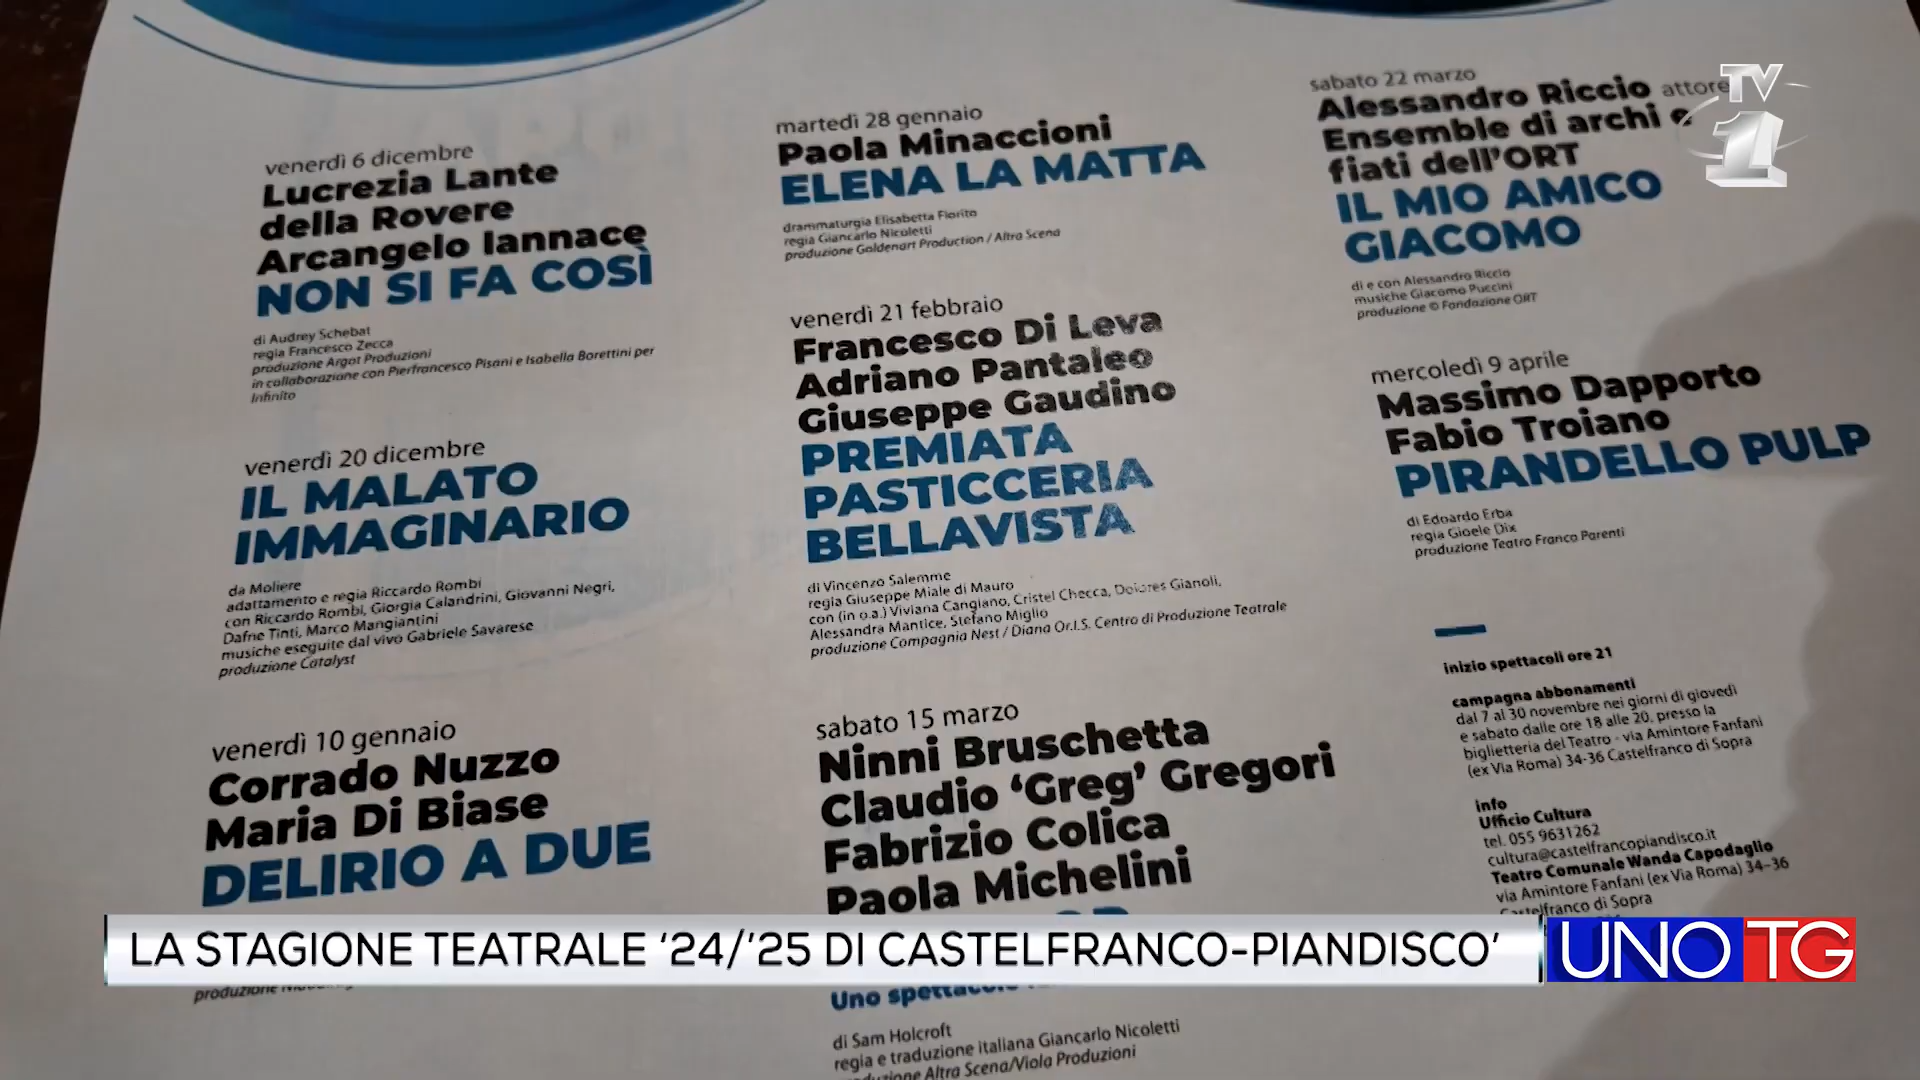 venerdì 6 dicembre
Lucrezia Lante
della Rovere
Arcangelo Iannace
NON SI FA COSÌ
di Audrey Schebat
regia Francesco Zecca
produzione Argot Produzioni
in collaborazione con Pierfrancesco Pisani e Isabella Borettini per
Infinito
venerdì 20 dicembre
IL MALATO
IMMAGINARIO
da Moliere
adattamento e regia Riccardo Rombi
con Riccardo Rombi, Giorgia Calandrini, Giovanni Negri,
Dafne Tinti, Marco Mangiantini
musiche eseguite dal vivo Gabriele Savarese
produzione Catalyst
venerdì 10 gennaio
Corrado Nuzzo
Maria Di Biase
DELIRIO A DUE
produzione
martedì 28 gennaio
Paola Minaccioni
ELENA LA MATTA
drammaturgia Elisabetta Fiorito
regia Giancarlo Nicoletti
produzione Goldenart Production / Altra Scena
venerdì 21 febbraio
Francesco Di Leva
Adriano Pantaleo
Giuseppe Gaudino
PREMIATA
PASTICCERIA
BELLAVISTA
di Vincenzo Salemme
regia Giuseppe Miale di Mauro
con (in o.a.) Viviana Cangiano, Cristel Checca, Dolores Gianoli,
Alessandra Mantice, Stefano Miglio
produzione Compagnia Nest / Diana Or.I.S. Centro di Produzione Teatrale
sabato 15 marzo
Ninni Bruschetta
Claudio ‘Greg’ Gregori
Fabrizio Colica
Paola Michelini
Uno spettacolo
di Sam Holcroft
regia e traduzione italiana Giancarlo Nicoletti
produzione Altra Scena/Viola Produzioni
sabato 22 marzo
Alessandro Riccio attore
Ensemble di archi e
fiati dell’ORT
IL MIO AMICO
GIACOMO
di e con Alessandro Riccio
musiche Giacomo Puccini
produzione © Fondazione ORT
mercoledì 9 aprile
Massimo Dapporto
Fabio Troiano
PIRANDELLO PULP
di Edoardo Erba
regia Gioele Dix
produzione Teatro Franco Parenti
inizio spettacoli ore 21
campagna abbonamenti
dal 7 al 30 novembre nei giorni di giovedì
e sabato dalle ore 18 alle 20, presso la
biglietteria del Teatro - via Amintore Fanfani
(ex Via Roma) 34-36 Castelfranco di Sopra
info
Ufficio Cultura
tel. 055 9631262
cultura@castelfrancopiandisco.it
Teatro Comunale Wanda Capodaglio
via Amintore Fanfani (ex Via Roma) 34-36
Castelfranco di Sopra
TV
1
LA STAGIONE TEATRALE ‘24/’25 DI CASTELFRANCO-PIANDISCO’
UNO TG